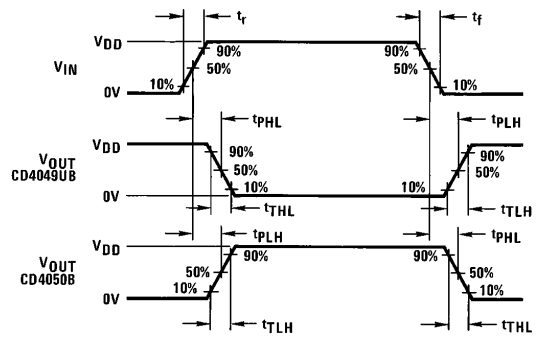 tr
tf
VDD
90%
90%
VIN
50%
50%
10%
10%
0V
tPHL
tPLH
VDD
90%
90%
VOUT
CD4049UB
50%
50%
10%
10%
0V
tTHL
tTLH
tPLH
tPHL
VDD
90%
90%
VOUT
CD4050B
50%
50%
10%
10%
0V
tTLH
tTHL